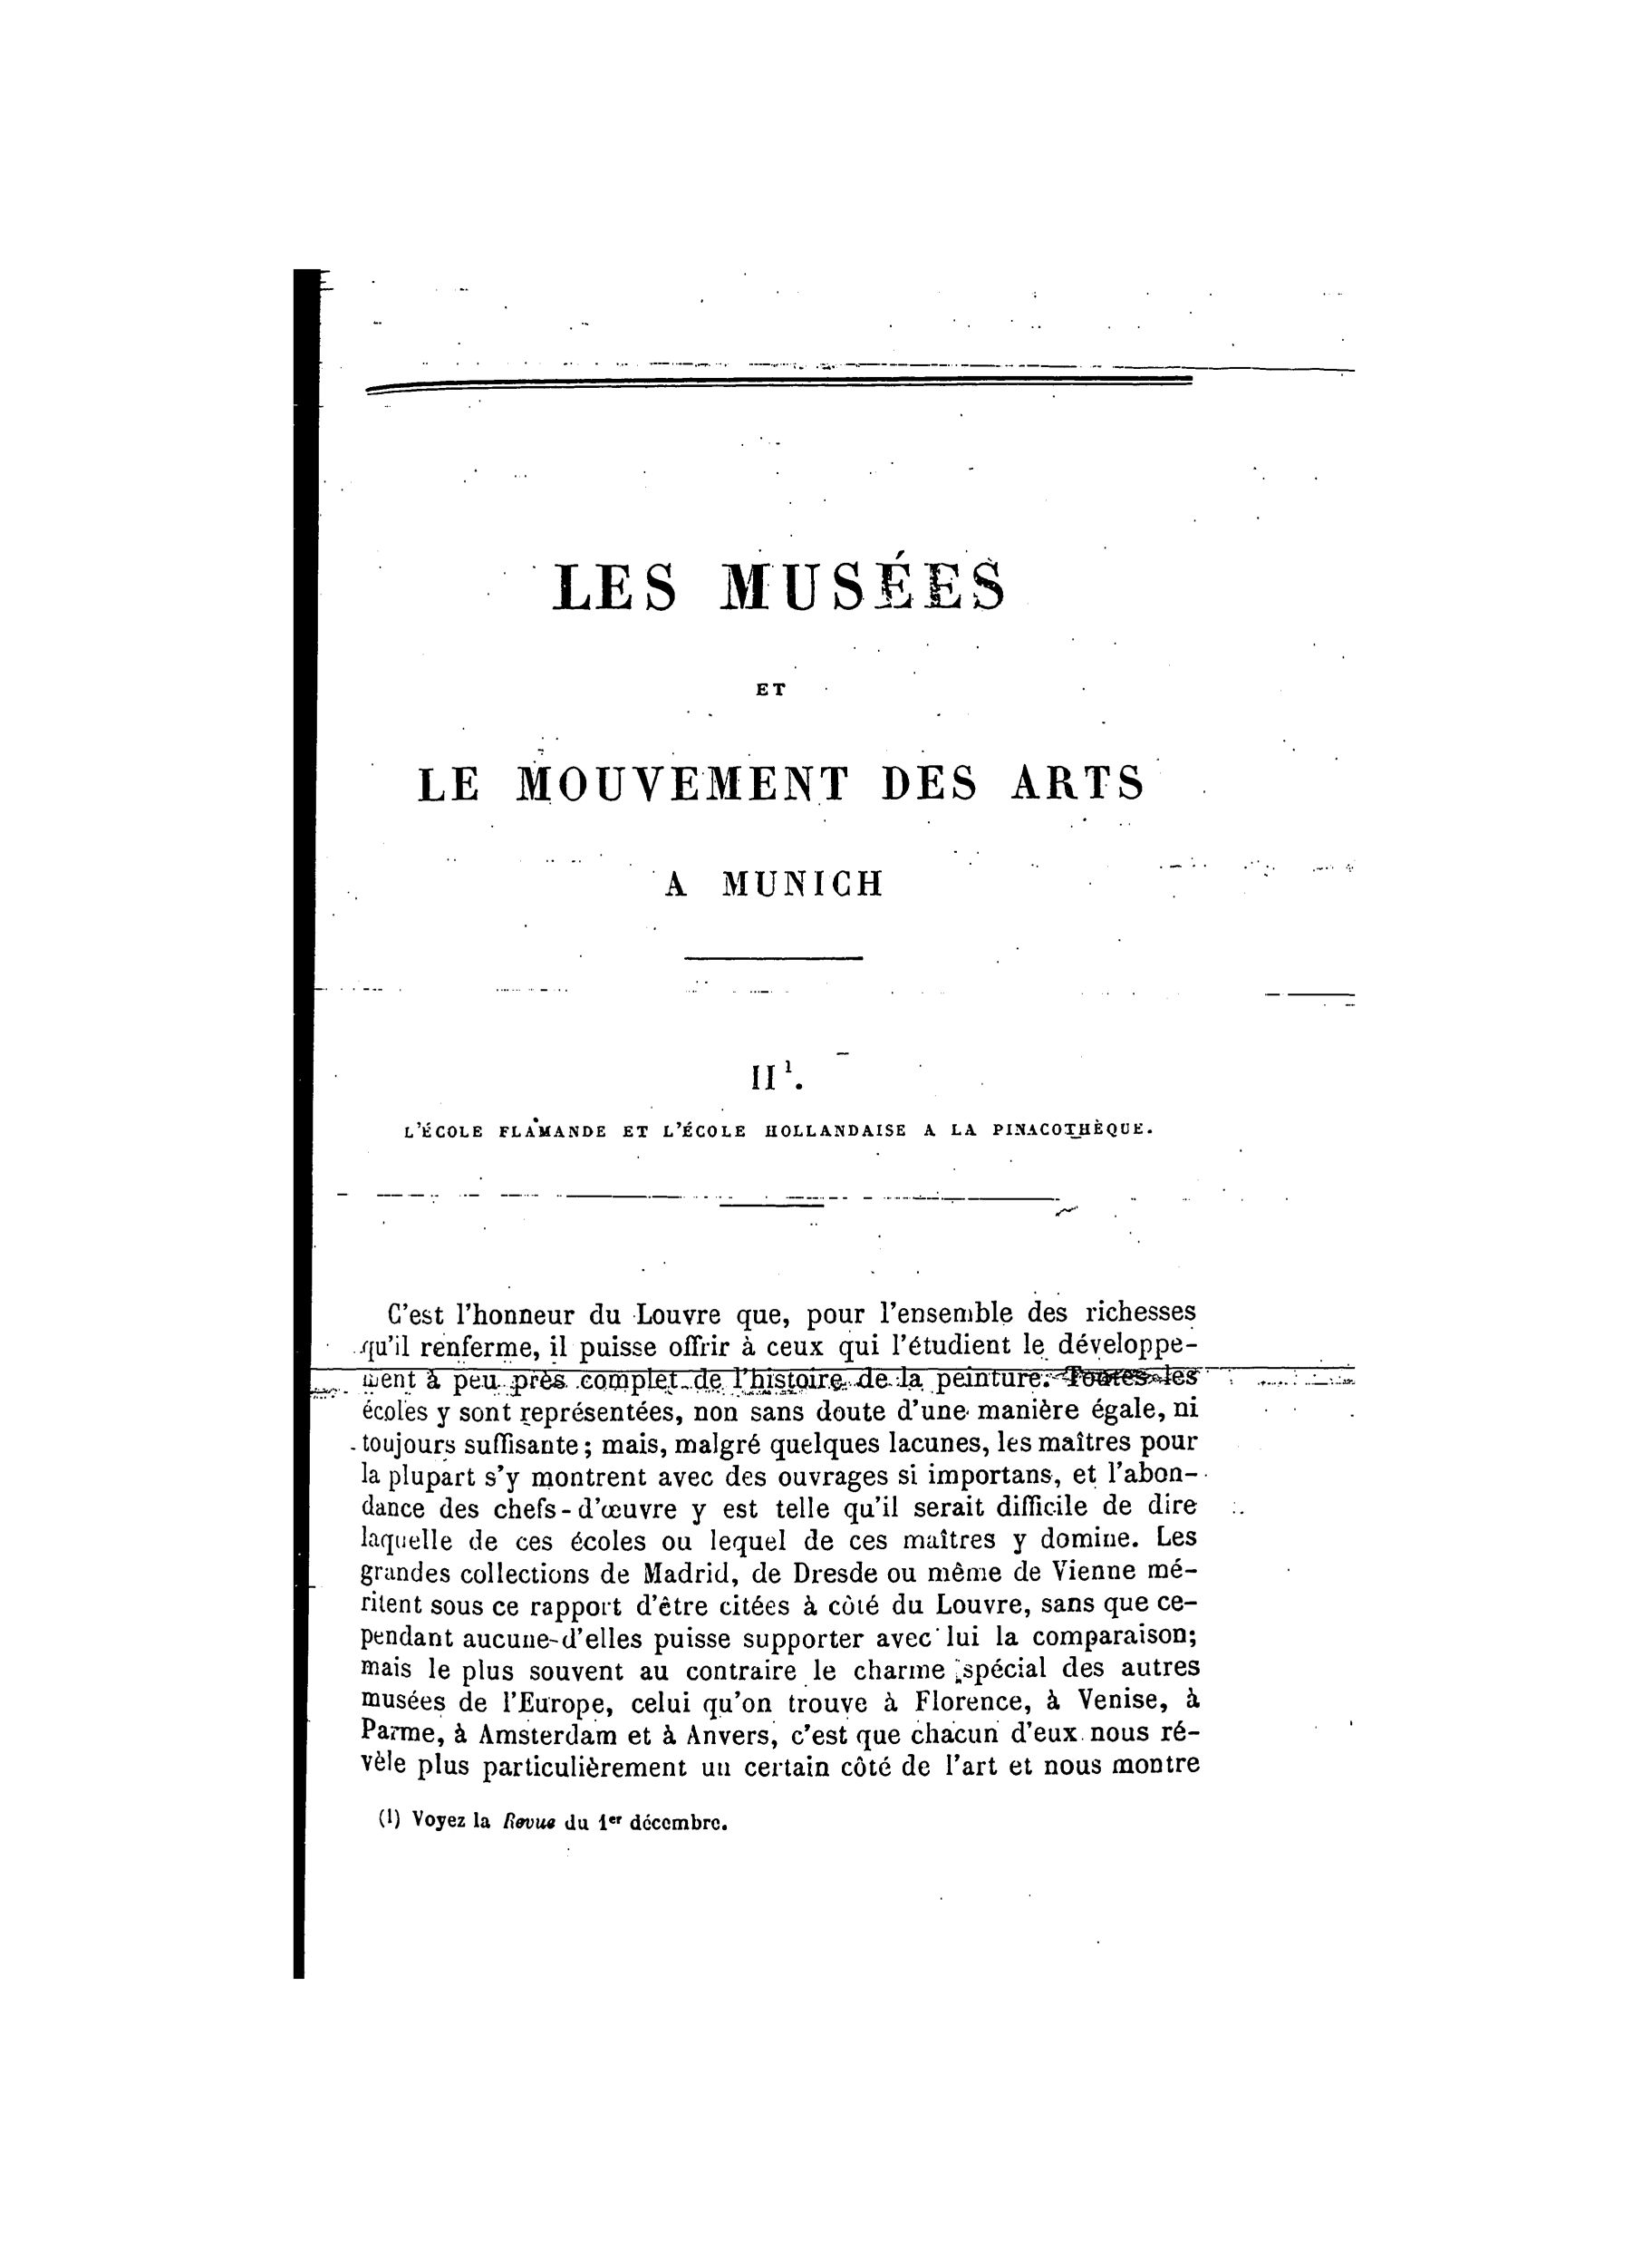 LES MUSÉES
ET
LE MOUVEMENT DES ARTS
A MUNICH
II¹.
L'ÉCOLE FLAMANDE ET L'ÉCOLE HOLLANDAISE A LA PINACOTHÈQUE.
C'est l'honneur du Louvre que, pour l'ensemble des richesses
qu'il renferme, il puisse offrir à ceux qui l'étudient le développe-
ment à peu près complet de l'histoire de la peinture. Toutes les
écoles y sont représentées, non sans doute d'une manière égale, ni
toujours suffisante; mais, malgré quelques lacunes, les maîtres pour
la plupart s'y montrent avec des ouvrages si importans, et l'abon-
dance des chefs-d'œuvre y est telle qu'il serait difficile de dire
laquelle de ces écoles ou lequel de ces maîtres y domine. Les
grandes collections de Madrid, de Dresde ou même de Vienne mé-
ritent sous ce rapport d'être citées à côté du Louvre, sans que ce-
pendant aucune d'elles puisse supporter avec lui la comparaison;
mais le plus souvent au contraire le charme spécial des autres
musées de l'Europe, celui qu'on trouve à Florence, à Venise, à
Parme, à Amsterdam et à Anvers, c'est que chacun d'eux nous ré-
vèle plus particulièrement un certain côté de l'art et nous montre
(1) Voyez la Revue du 1er décembre.